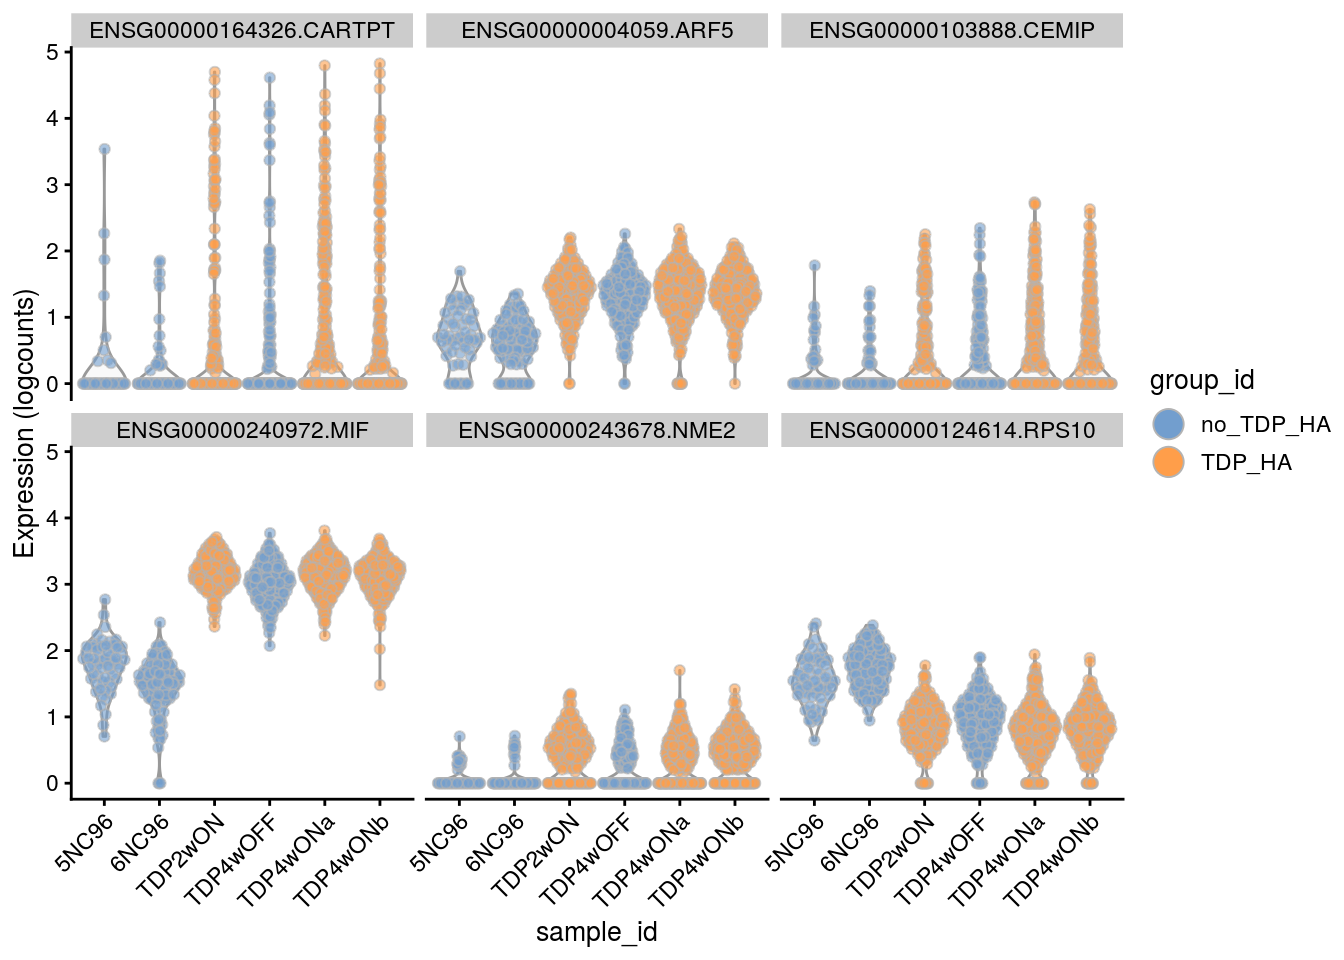 ENSG00000164326.CARTPT ENSG00000004059.ARF5 ENSG00000103888.CEMIP
5
4
3
2
1
0
Expression (logcounts)
group_id
no_TDP_HA
TDP_HA
ENSG00000240972.MIF ENSG00000243678.NME2 ENSG00000124614.RPS10
5
4
3
2
1
0
5NC96 6NC96 TDP2wON TDP4wOFF TDP4wONa TDP4wONb 5NC96 6NC96 TDP2wON TDP4wOFF TDP4wONa TDP4wONb 5NC96 6NC96 TDP2wON TDP4wOFF TDP4wONa TDP4wONb
sample_id